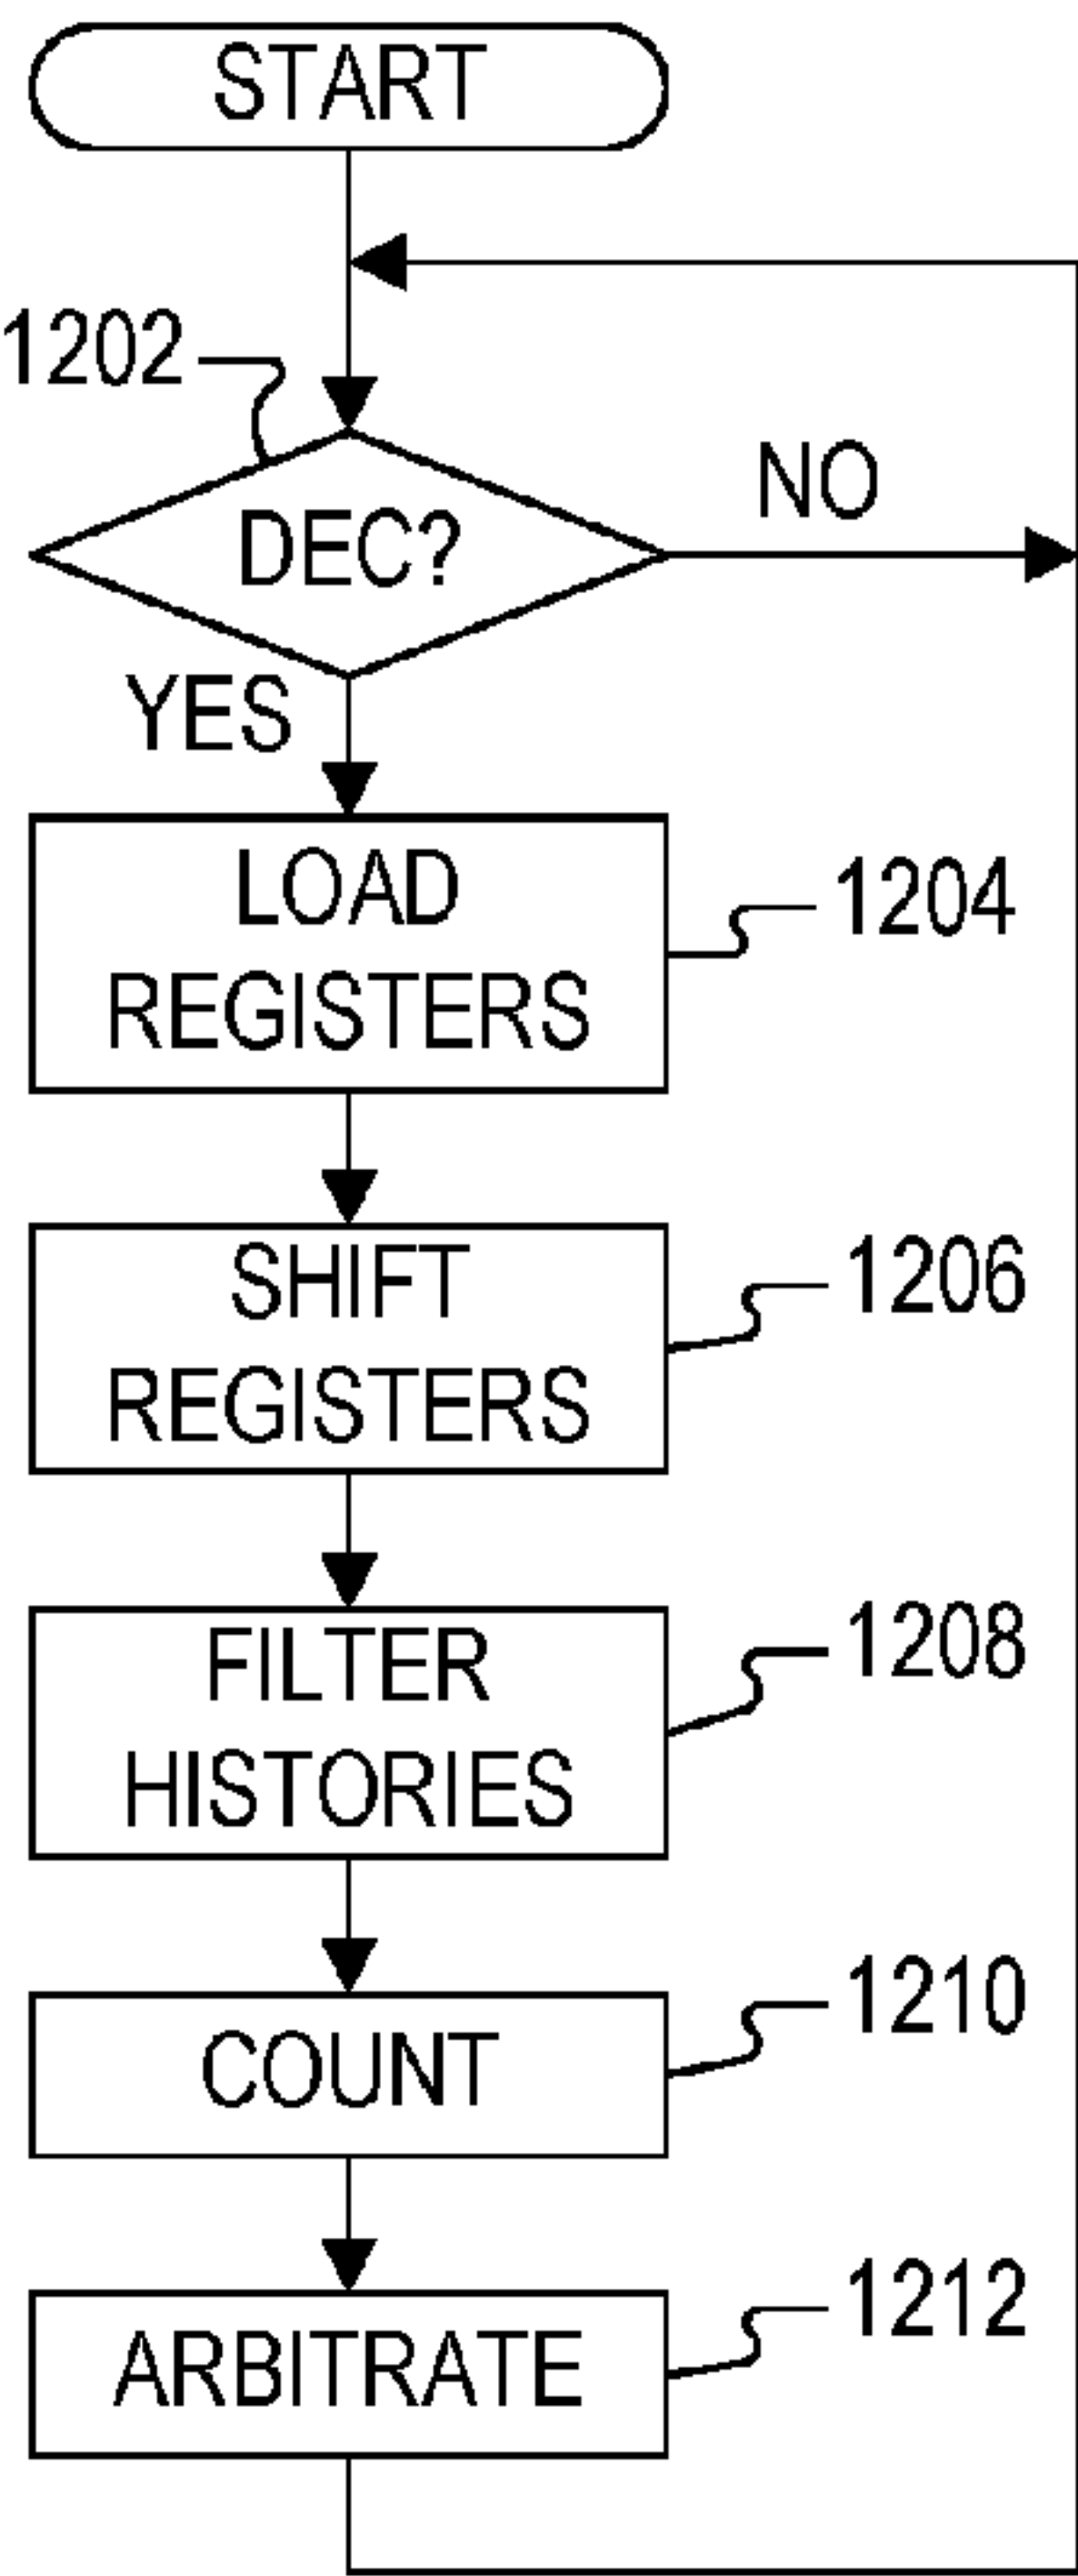 START
1202
DEC?
NO
YES
LOAD
REGISTERS
1204
SHIFT
REGISTERS
1206
FILTER
HISTORIES
1208
COUNT
1210
ARBITRATE
1212